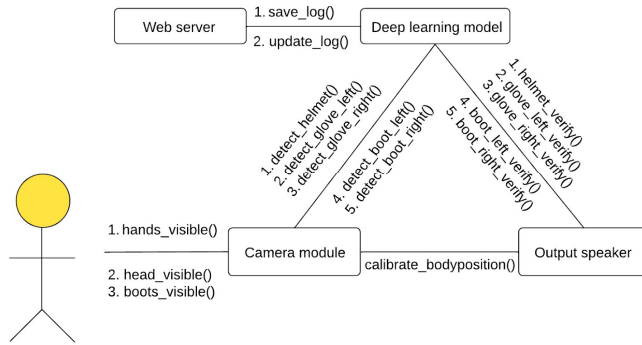 Web server
1. save_log()
2. update_log()
Deep learning model
1. detect_helmet()
2. detect_glove_left()
3. detect_glove_right()
4. detect_boot_left()
5. detect_boot_right()
1. helmet_verify()
2. glove_left_verify()
3. glove_right_verify()
4. boot_left_verify()
5. boot_right_verify()
1. hands_visible()
2. head_visible()
3. boots_visible()
Camera module
calibrate_bodyposition()
Output speaker